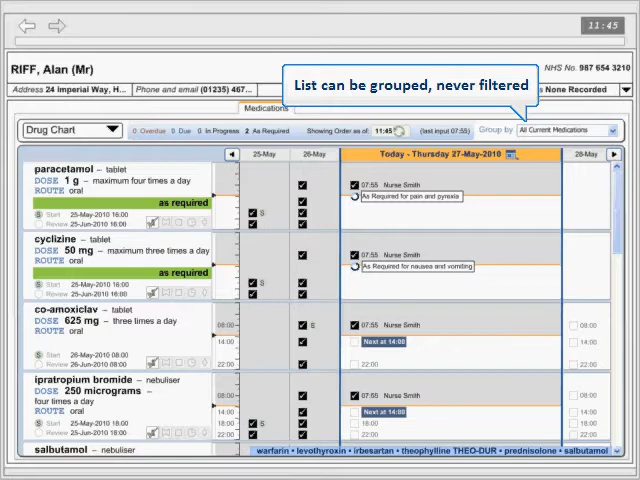 11:45
RIFF, Alan (Mr)
NHS No. 987 654 3210
Address 24 Imperial Way, H... Phone and email (01235) 467... s None Recorded
List can be grouped, never filtered
Medications
Drug Chart 0 Overdue 0 Due 0 In Progress 2 As Required Showing Order as of: 11:45 (last input 07:55) Group by All Current Medications
25-May 26-May Today - Thursday 27-May-2010 28-May
paracetamol – tablet
DOSE 1 g – maximum four times a day
ROUTE oral
as required
S Start 25-May-2010 16:00
Review 25-Jun-2010 16:00
S
07:55 Nurse Smith
As Required for pain and pyrexia
cyclizine – tablet
DOSE 50 mg – maximum three times a day
ROUTE oral
as required
S Start 25-May-2010 16:00
Review 25-Jun-2010 16:00
S
07:55 Nurse Smith
As Required for nausea and vomiting
co-amoxiclav – tablet
DOSE 625 mg – three times a day
ROUTE oral
S Start 26-May-2010 08:00
Review 26-Jun-2010 08:00
08:00 S 07:55 Nurse Smith 08:00
14:00 Next at 14:00 14:00
22:00 22:00 22:00
ipratropium bromide – nebuliser
DOSE 250 micrograms –
four times a day
ROUTE oral
S Start 25-May-2010 18:00
Review 25-Jun-2010 18:00
08:00 07:55 Nurse Smith 08:00
14:00 Next at 14:00 14:00
18:00 S 18:00 18:00
22:00 22:00 22:00
salbutamol – nebuliser
warfarin • levothyroxin • irbesartan • theophylline THEO-DUR • prednisolone • salbutamol